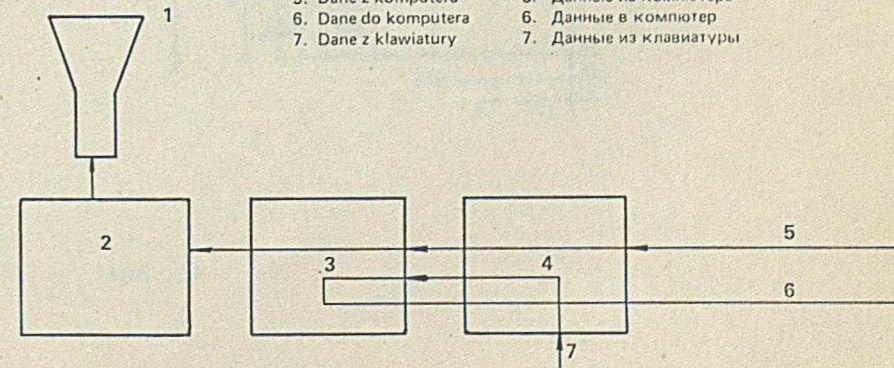 1
6. Dane do komputera
7. Dane z klawiatury
6. Данные в компютер
7. Данные из клавиатуры
2
3
4
5
6
7